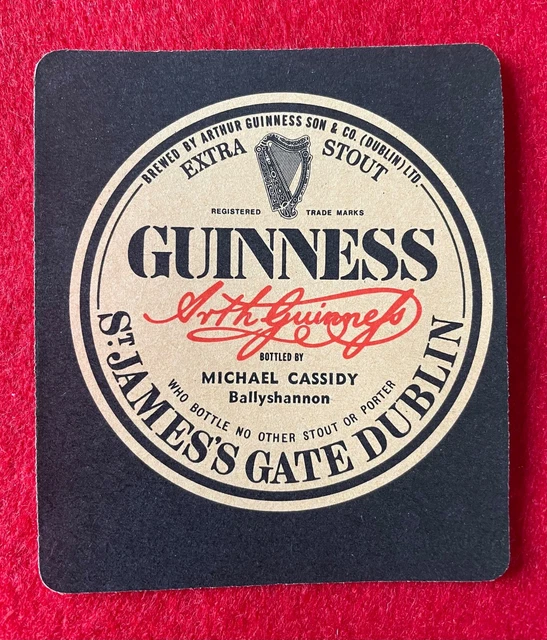 BREWED BY ARTHUR GUINNESS SON & CO. (DUBLIN) LTD.
EXTRA STOUT
REGISTERED TRADE MARKS
GUINNESS
Arth Guinness
BOTTLED BY
MICHAEL CASSIDY
Ballyshannon
WHO BOTTLE NO OTHER STOUT OR PORTER
ST. JAMES'S GATE DUBLIN